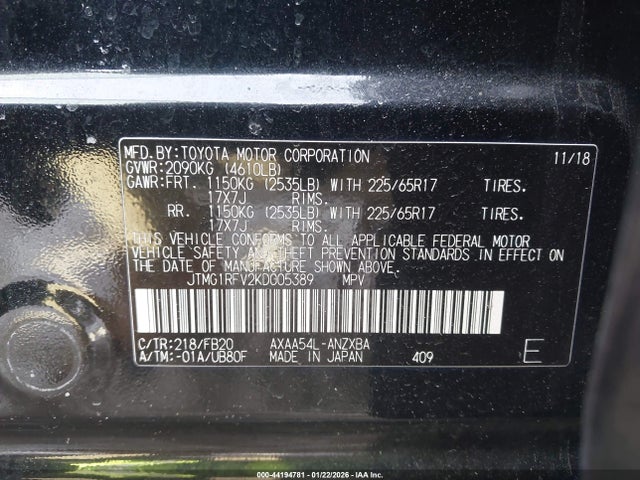 MFD.BY:TOYOTA MOTOR CORPORATION 11/18
GVWR:2090KG (4610LB)
GAWR:FRT. 1150KG (2535LB) WITH 225/65R17 TIRES.
17X7J RIMS.
RR. 1150KG (2535LB) WITH 225/65R17 TIRES.
17X7J RIMS.
THIS VEHICLE CONFORMS TO ALL APPLICABLE FEDERAL MOTOR
VEHICLE SAFETY AND THEFT PREVENTION STANDARDS IN EFFECT ON
THE DATE OF MANUFACTURE SHOWN ABOVE.
JTMG1RFV2KD005389 MPV
C/TR:218/FB20 AXAA54L-ANZXBA
A/TM:-01A/UB80F MADE IN JAPAN 409 E
000-44194781 - 01/22/2026 - IAAI.COM